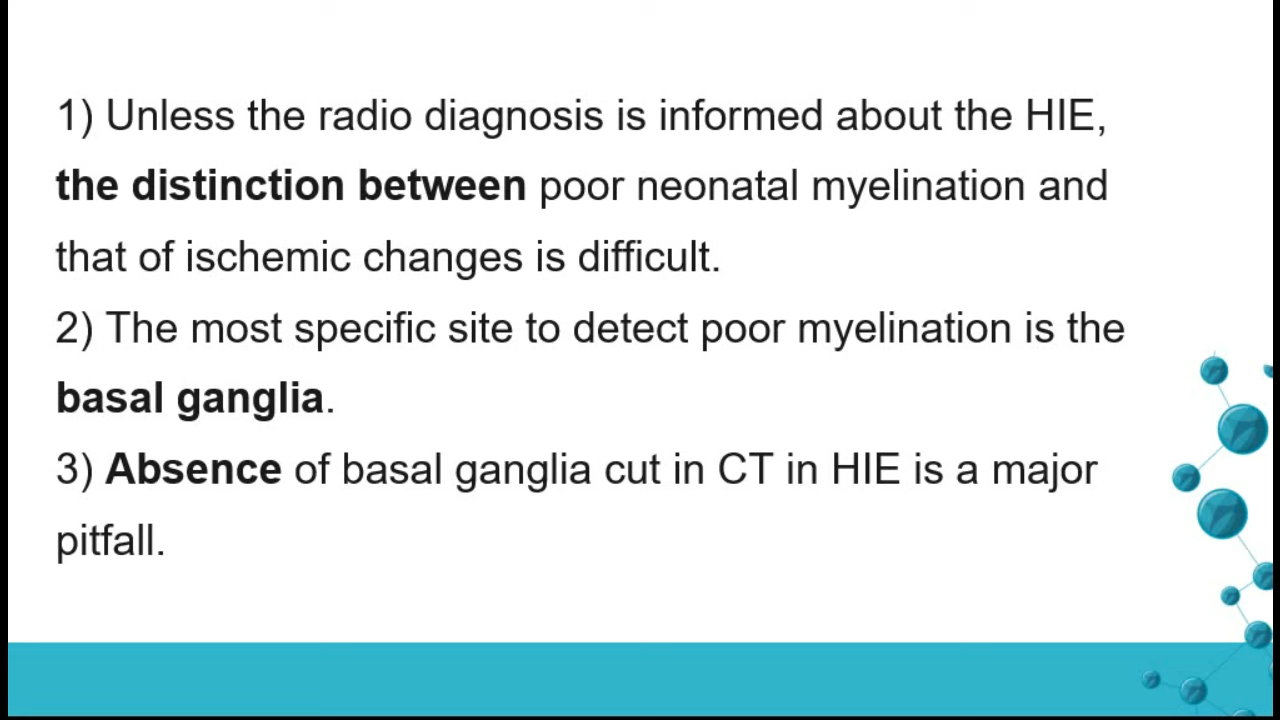 1) Unless the radio diagnosis is informed about the HIE,
the distinction between poor neonatal myelination and
that of ischemic changes is difficult.
2) The most specific site to detect poor myelination is the
basal ganglia.
3) Absence of basal ganglia cut in CT in HIE is a major
pitfall.